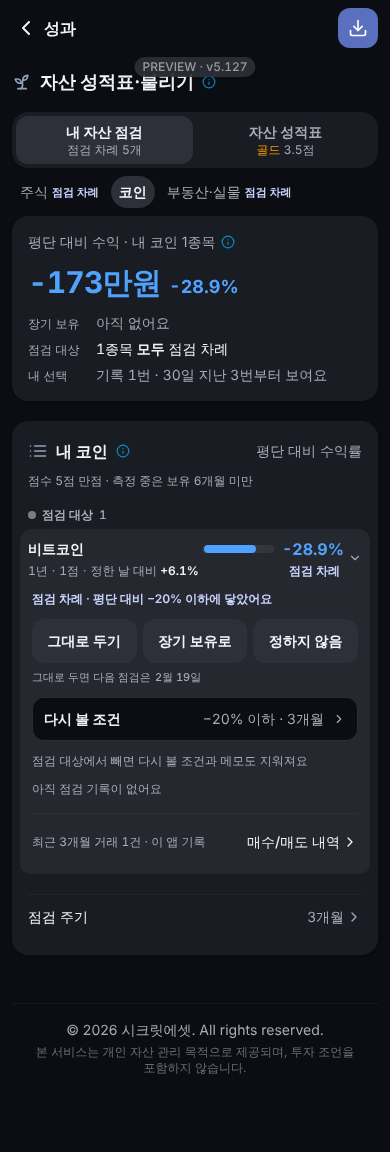 성과
PREVIEW · v5.127
자산 성적표·불리기
내 자산 점검
점검 차례 5개
자산 성적표
골드 3.5점
주식 점검 차례
코인
부동산·실물 점검 차례
평단 대비 수익 · 내 코인 1종목
-173만원 -28.9%
장기 보유 아직 없어요
점검 대상 1종목 모두 점검 차례
내 선택 기록 1번 · 30일 지난 3번부터 보여요
내 코인
평단 대비 수익률
점수 5점 만점 · 측정 중은 보유 6개월 미만
점검 대상 1
비트코인 -28.9%
1년 · 1점 · 정한 날 대비 +6.1% 점검 차례
점검 차례 · 평단 대비 −20% 이하에 닿았어요
그대로 두기 장기 보유로 정하지 않음
그대로 두면 다음 점검은 2월 19일
다시 볼 조건 −20% 이하 · 3개월
점검 대상에서 빼면 다시 볼 조건과 메모도 지워져요
아직 점검 기록이 없어요
최근 3개월 거래 1건 · 이 앱 기록 매수/매도 내역
점검 주기 3개월
© 2026 시크릿에셋. All rights reserved.
본 서비스는 개인 자산 관리 목적으로 제공되며, 투자 조언을
포함하지 않습니다.